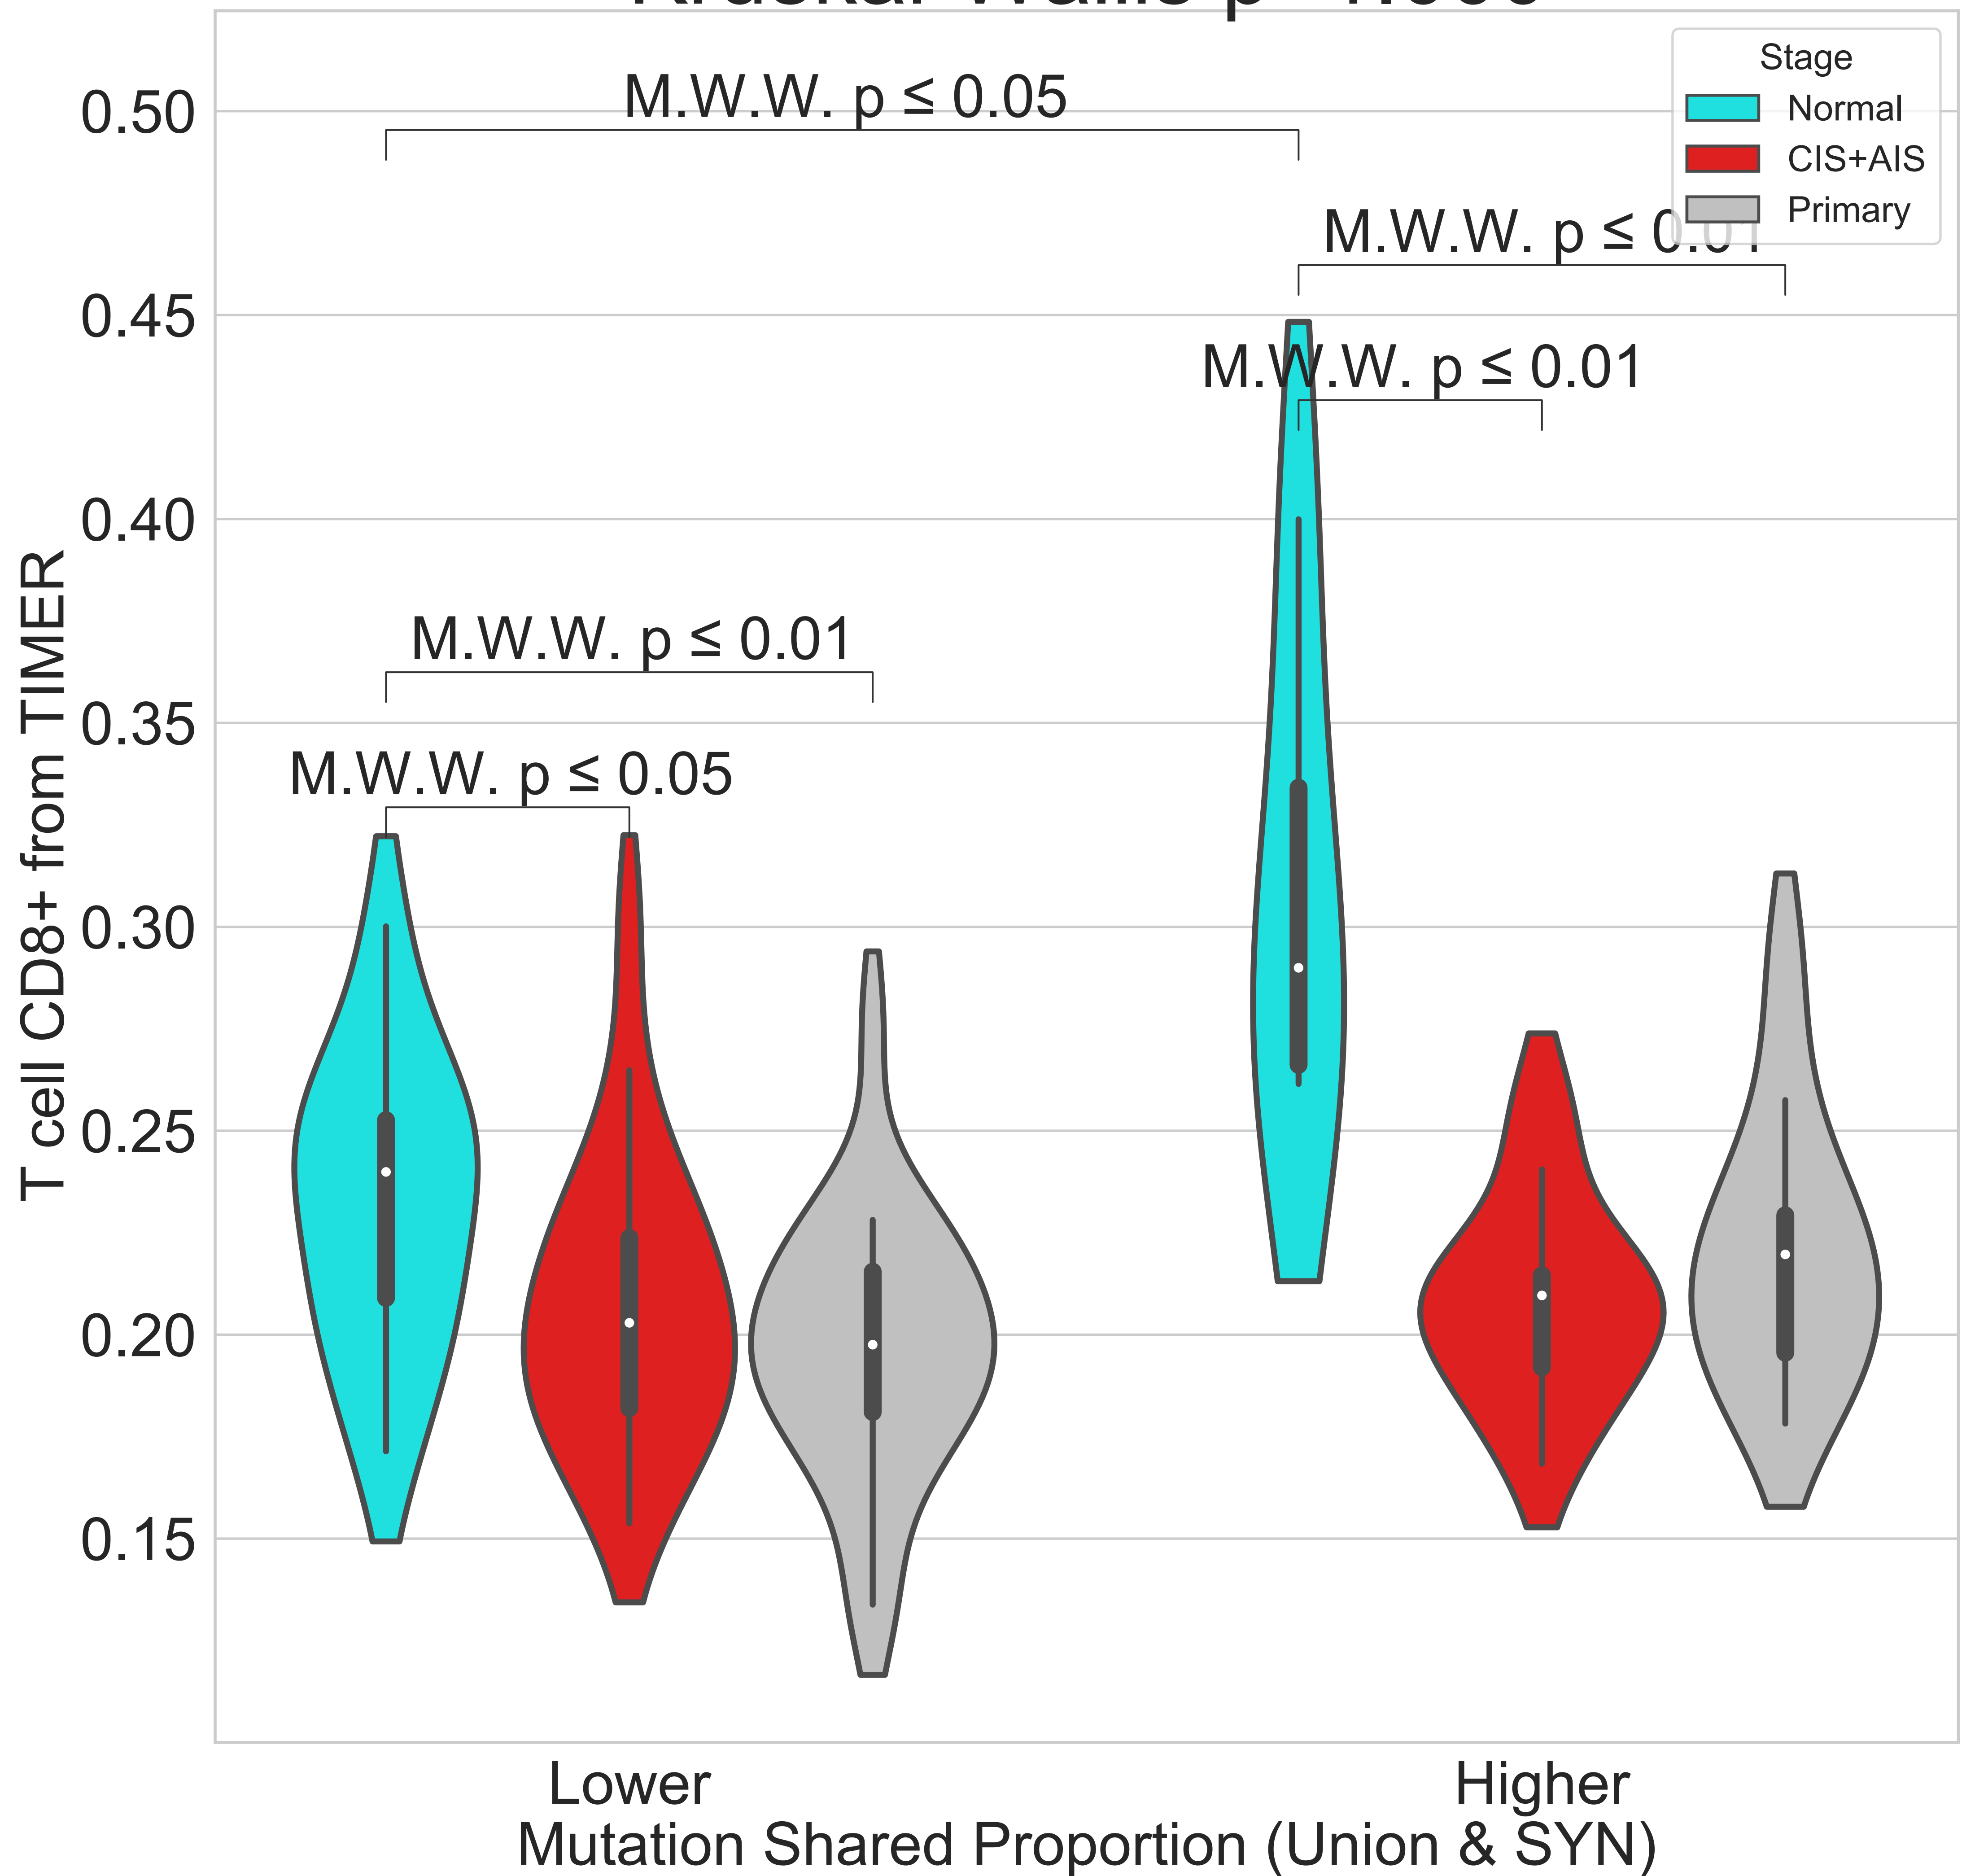 M.W.W. p ≤ 0.05
Stage
Normal
CIS+AIS
Primary
M.W.W. p ≤ 0.01
M.W.W. p ≤ 0.01
M.W.W. p ≤ 0.01
M.W.W. p ≤ 0.05
0.50
0.45
0.40
0.35
0.30
0.25
0.20
0.15
T cell CD8+ from TIMER
Lower
Higher
Mutation Shared Proportion (Union & SYN)